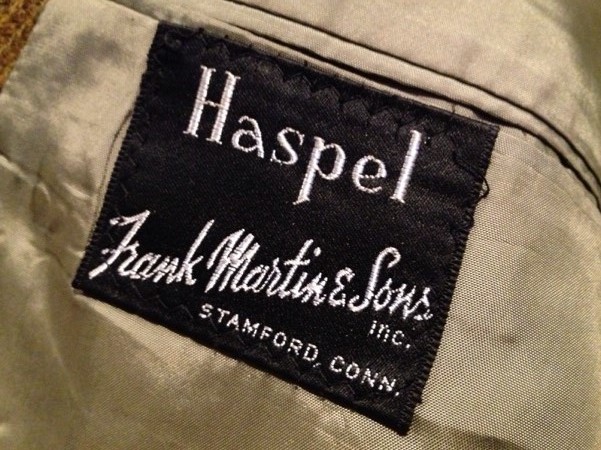 Haspel
Frank Martin & Sons
inc.
STAMFORD, CONN.